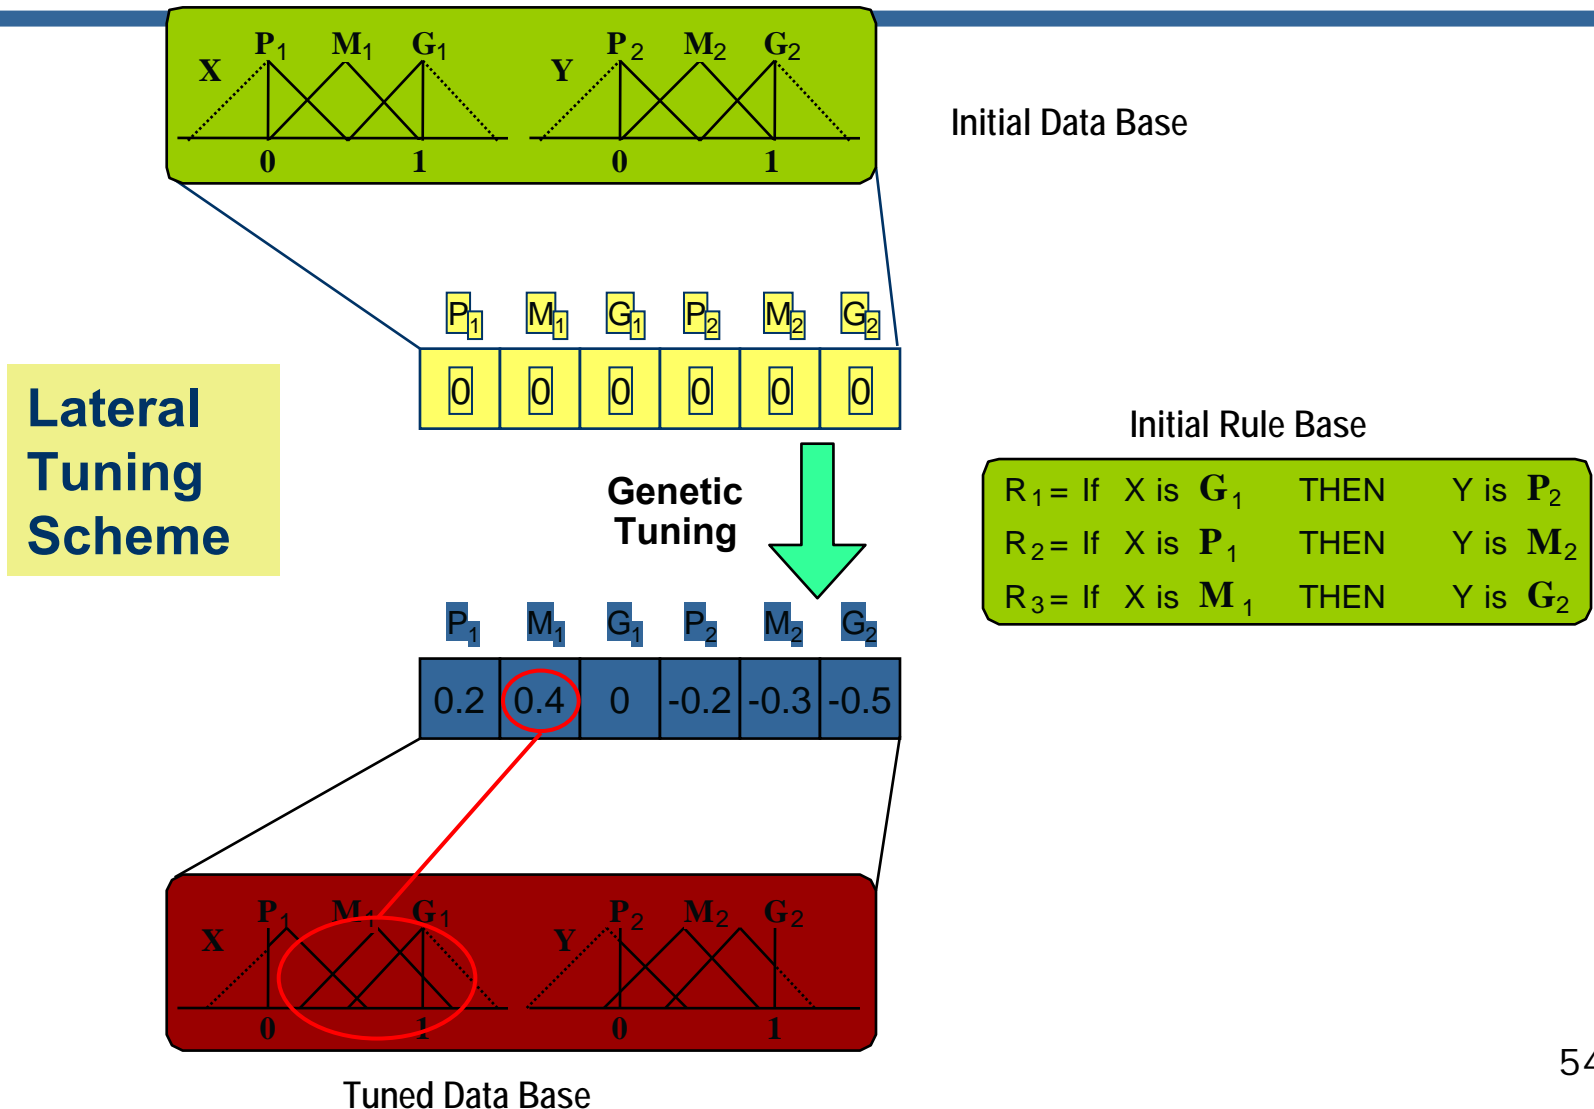 P1 M1 G1 P2 M2 G2
X Y
0 1 0 1
Initial Data Base
P1 M1 G1 P2 M2 G2
0 0 0 0 0 0
Lateral
Tuning
Scheme
Genetic
Tuning
Initial Rule Base
R1= If X is G1 THEN Y is P2
R2= If X is P1 THEN Y is M2
R3= If X is M1 THEN Y is G2
P1 M1 G1 P2 M2 G2
0.2 0.4 0 -0.2 -0.3 -0.5
P1 M1 G1 P2 M2 G2
X Y
0 1 0 1
Tuned Data Base
54